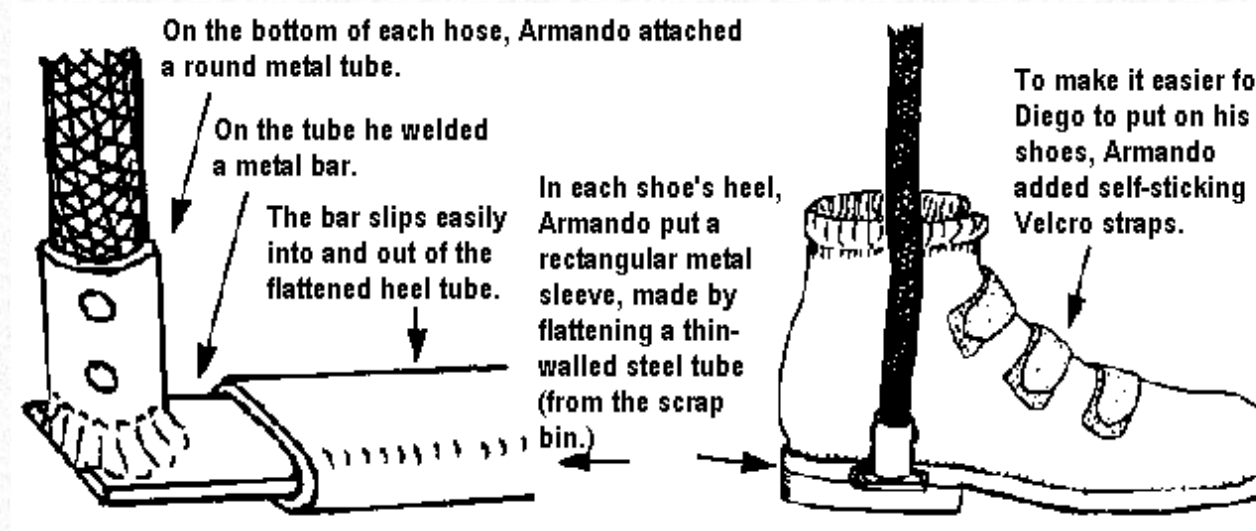 On the bottom of each hose, Armando attached
a round metal tube.
On the tube he welded
a metal bar.
The bar slips easily
into and out of the
flattened heel tube.
In each shoe's heel,
Armando put a
rectangular metal
sleeve, made by
flattening a thin-
walled steel tube
(from the scrap
bin.)
To make it easier fo
Diego to put on his
shoes, Armando
added self-sticking
Velcro straps.